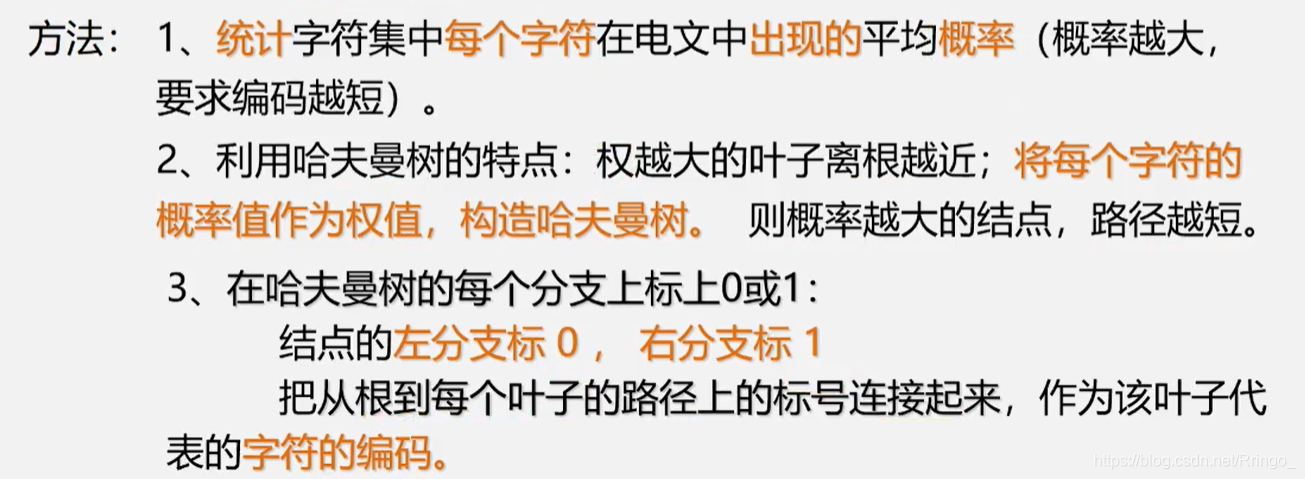 方法： 1、统计字符集中每个字符在电文中出现的平均概率（概率越大，
要求编码越短）。
2、利用哈夫曼树的特点：权越大的叶子离根越近；将每个字符的
概率值作为权值，构造哈夫曼树。 则概率越大的结点，路径越短。
3、在哈夫曼树的每个分支上标上0或1：
结点的左分支标 0 ， 右分支标 1
把从根到每个叶子的路径上的标号连接起来，作为该叶子代
表的字符的编码。
https://blog.csdn.net/Rringo_